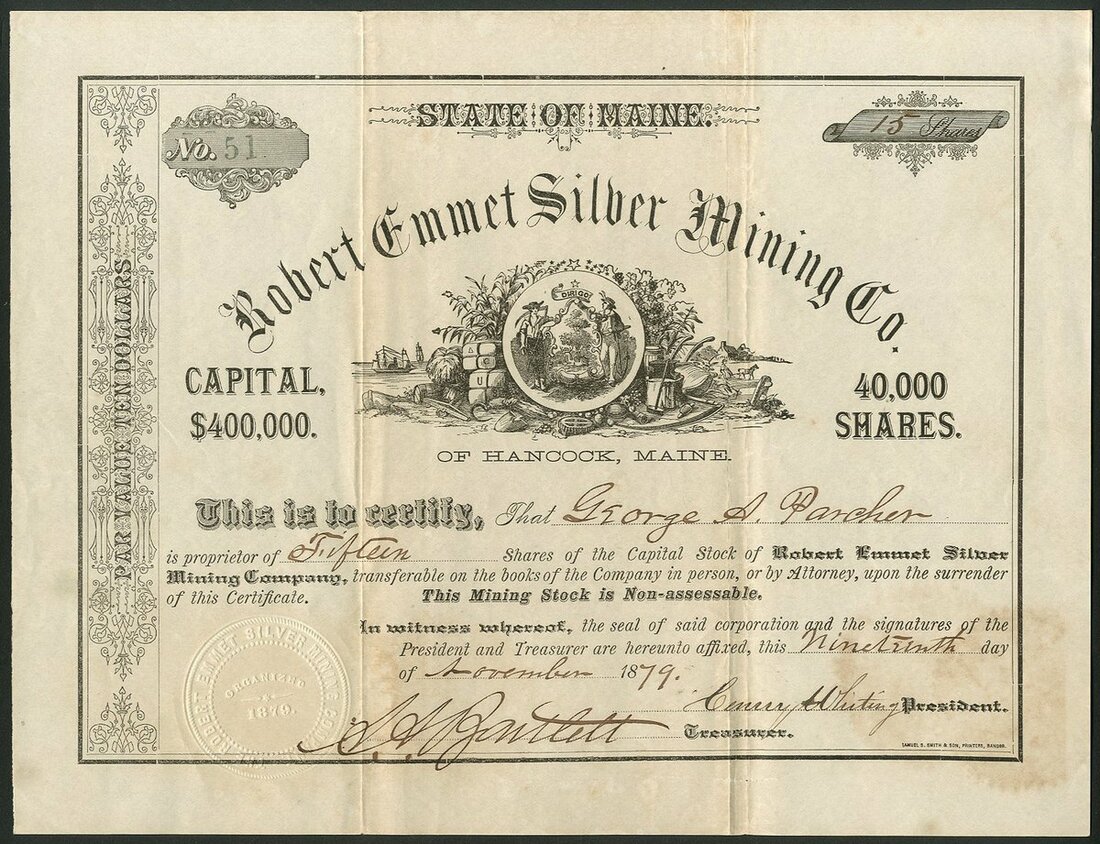 STATE OF MAINE.
No. 51
15 Shares
Robert Emmet Silver Mining Co.
DIRIGO
CAPITAL,
$400,000.
40,000
SHARES.
OF HANCOCK, MAINE.
PAR VALUE TEN DOLLARS
This is to certify, That George A. Parcher
is proprietor of Fifteen Shares of the Capital Stock of Robert Emmet Silver
Mining Company, transferable on the books of the Company in person, or by Attorney, upon the surrender
of this Certificate. This Mining Stock is Non-assessable.
In witness whereof, the seal of said corporation and the signatures of the
President and Treasurer are hereunto affixed, this Nineteenth day
of November 1879.
Henry Whiting President.
Bartlett Treasurer.
ROBERT EMMET SILVER MINING CO.
ORGANIZED
1879.
SAMUEL S. SMITH & SON, PRINTERS, BANGOR.